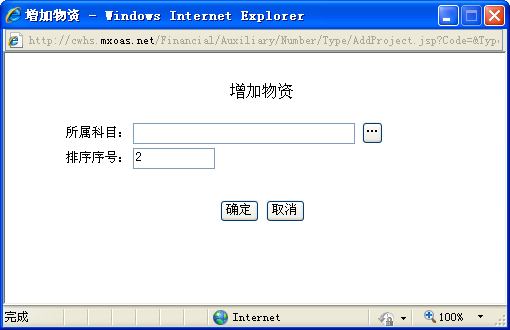 增加物资 - Windows Internet Explorer
http://cwhs.mxoas.net/Financial/Auxiliary/Number/Type/AddProject.jsp?Code=&Typ
增加物资
所属科目： ...
排序序号： 2
确定 取消
完成 Internet 100%